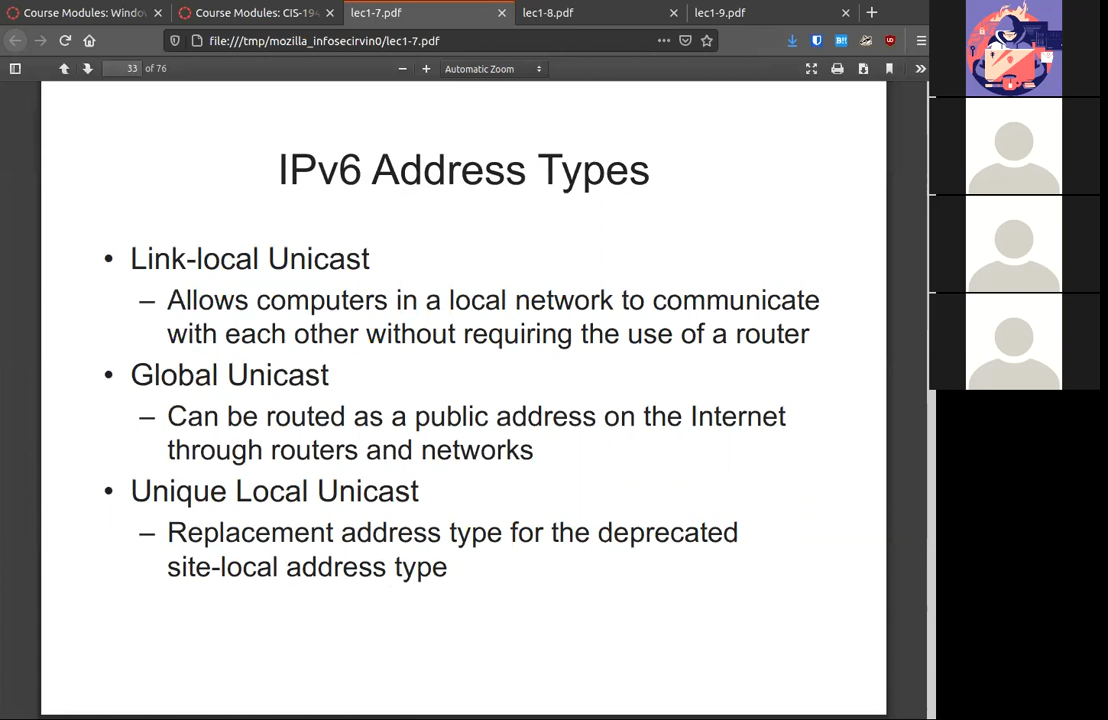 Course Modules: Windo
Course Modules: CIS-194
lec1-7.pdf
lec1-8.pdf
lec1-9.pdf
file:///tmp/mozilla_infosecirvin0/lec1-7.pdf
33 of 76
Automatic Zoom
IPv6 Address Types
• Link-local Unicast
– Allows computers in a local network to communicate
with each other without requiring the use of a router
• Global Unicast
– Can be routed as a public address on the Internet
through routers and networks
• Unique Local Unicast
– Replacement address type for the deprecated
site-local address type